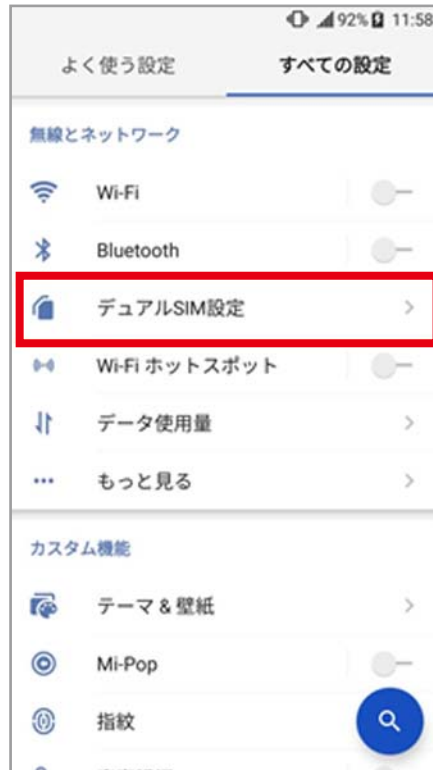 92% 11:58
よく使う設定 すべての設定
無線とネットワーク
Wi-Fi
Bluetooth
デュアルSIM設定
Wi-Fi ホットスポット
データ使用量
もっと見る
カスタム機能
テーマ & 壁紙
Mi-Pop
指紋